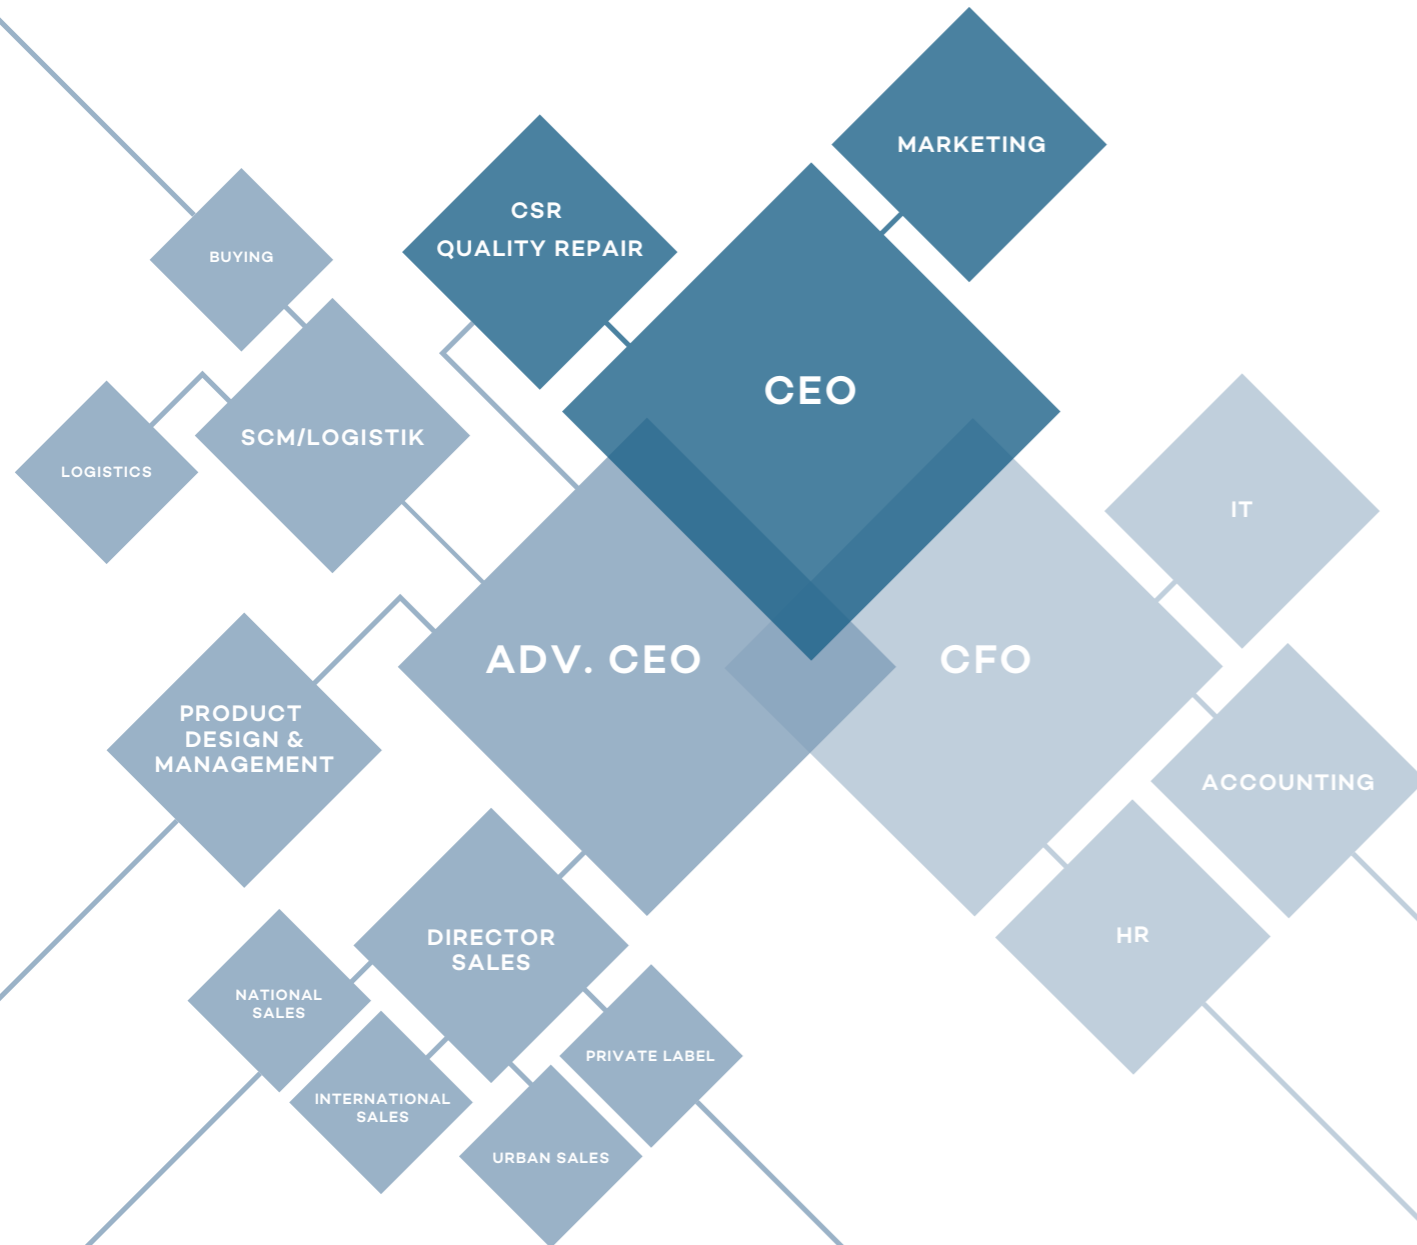 MARKETING
CSR
QUALITY REPAIR
BUYING
CEO
SCM/LOGISTIK
LOGISTICS
IT
ADV. CEO
CFO
PRODUCT
DESIGN &
MANAGEMENT
ACCOUNTING
HR
DIRECTOR
SALES
NATIONAL
SALES
INTERNATIONAL
SALES
PRIVATE LABEL
URBAN SALES